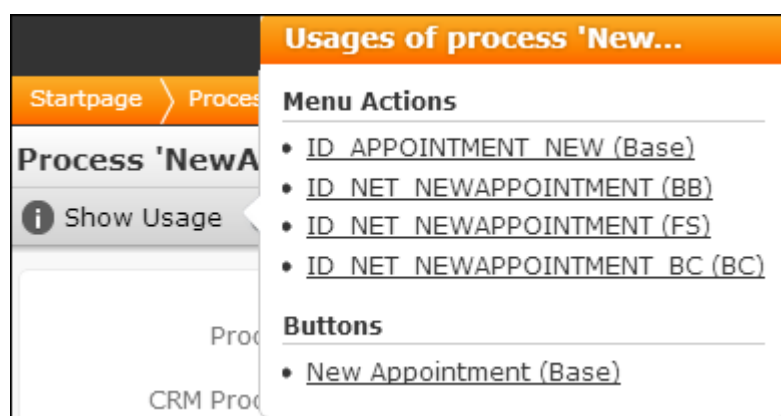 Usages of process 'New...
Startpage Proces
Process 'NewA
Show Usage
Menu Actions
• ID_APPOINTMENT_NEW (Base)
• ID_NET_NEWAPPOINTMENT (BB)
• ID_NET_NEWAPPOINTMENT (FS)
• ID_NET_NEWAPPOINTMENT_BC (BC)
Buttons
• New Appointment (Base)
Proc
CRM Proc